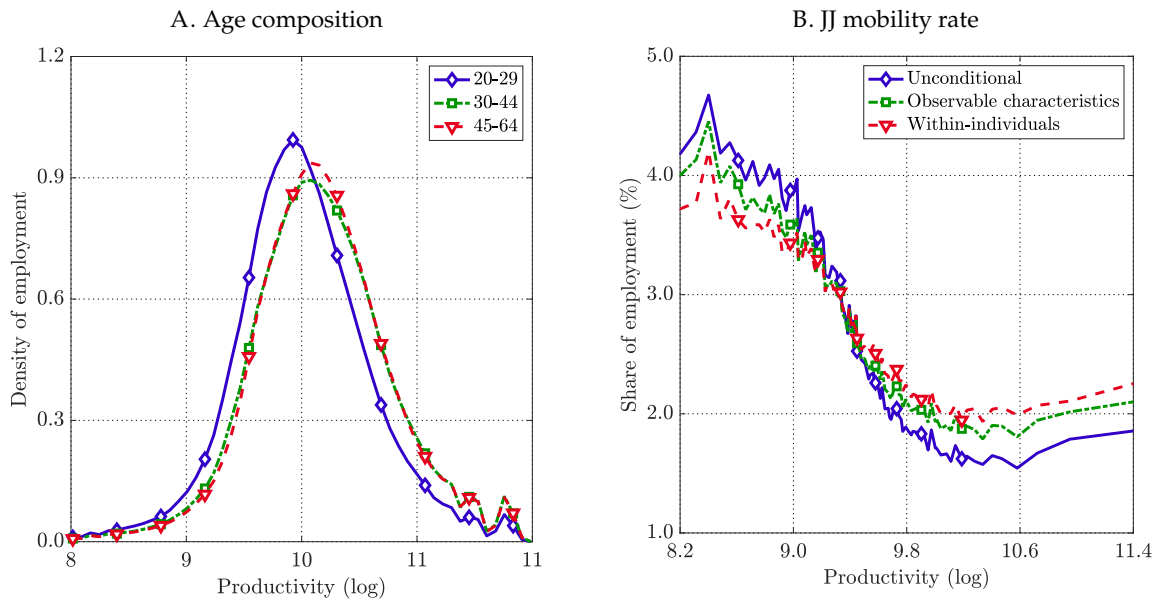 A. Age composition
1.2
0.9
0.6
0.3
0.0
Density of employment
8
9
10
11
11
Productivity (log)
20-29
30-44
45-64
B. JJ mobility rate
5.0
4.0
3.0
2.0
1.0
Share of employment (%)
8.2
9.0
9.8
10.6
11.4
Productivity (log)
Unconditional
Observable characteristics
Within-individuals